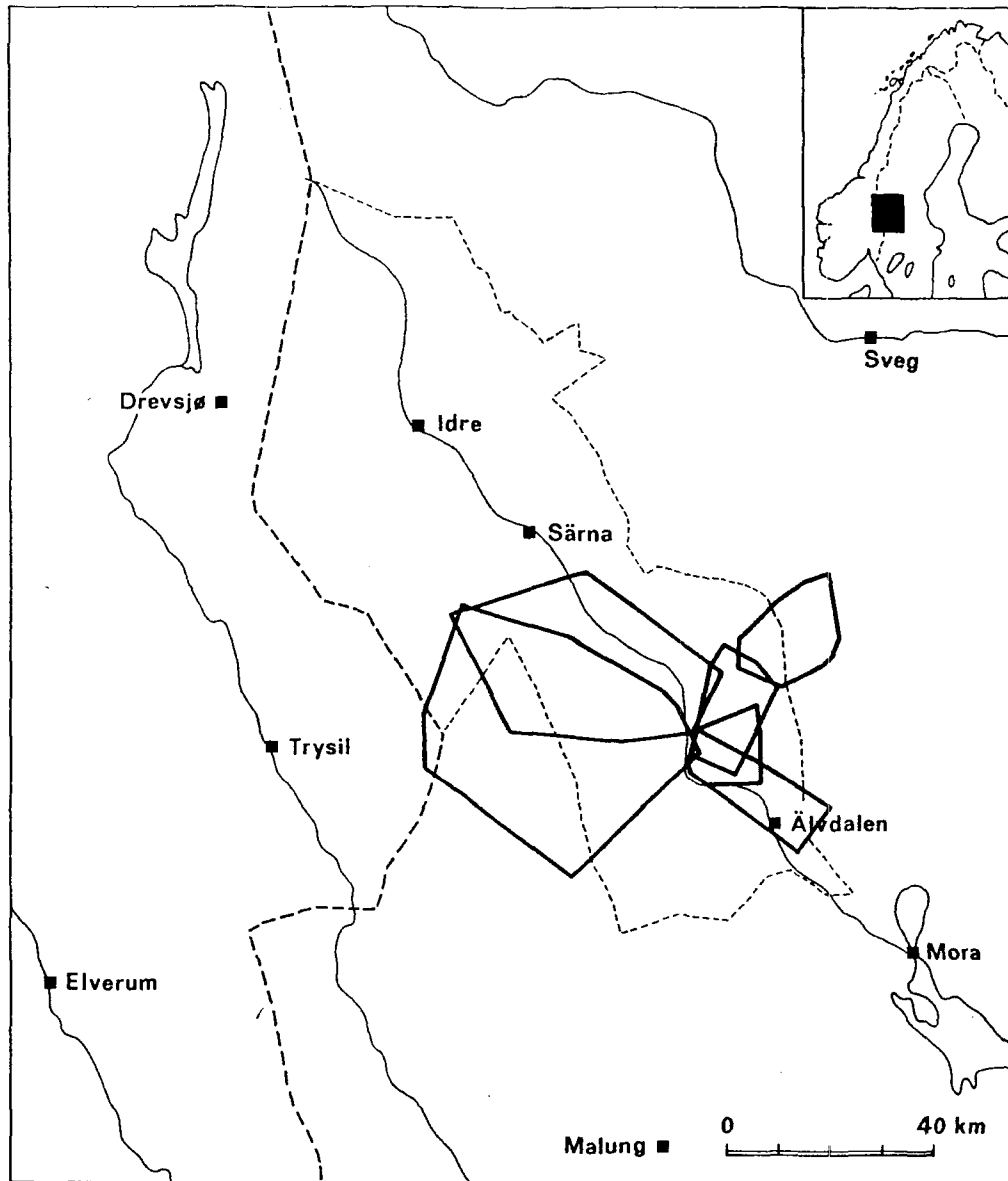 Sveg
Drevsjø
Idre
Särna
Trysil
Älvdalen
Mora
Elverum
0 40 km
Malung